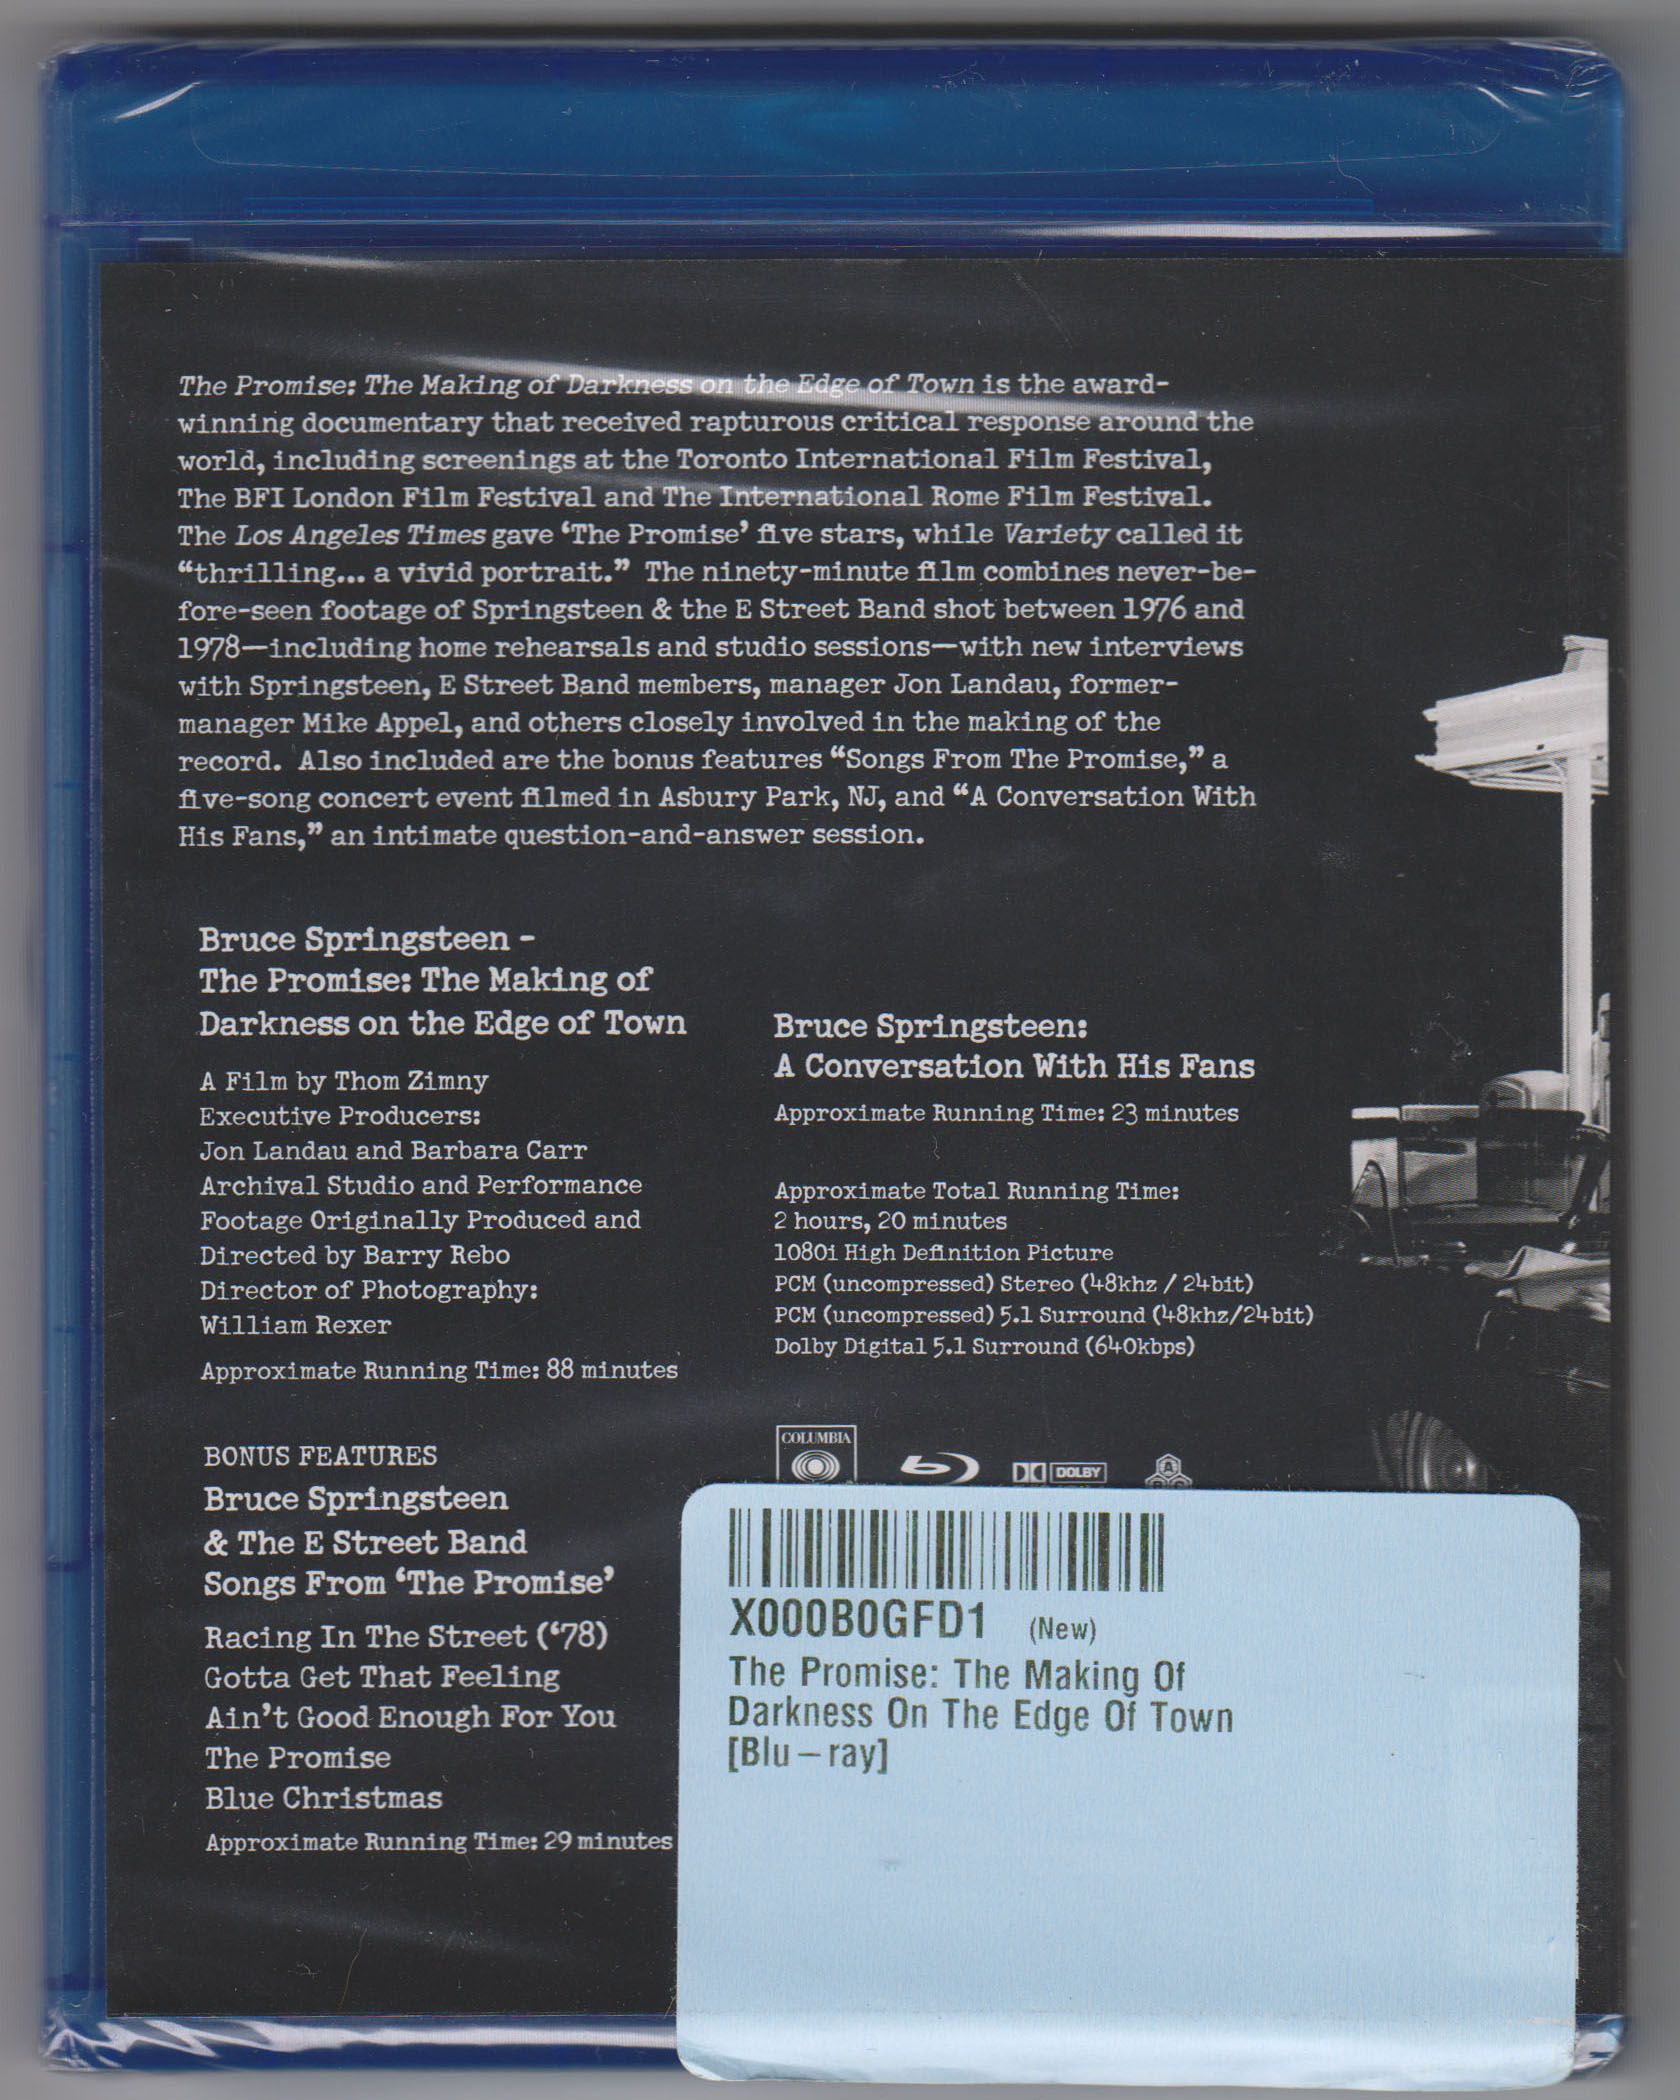 The Promise: The Making of Darkness on the Edge of Town is the award-
winning documentary that received rapturous critical response around the
world, including screenings at the Toronto International Film Festival,
The BFI London Film Festival and The International Rome Film Festival.
The Los Angeles Times gave ‘The Promise’ five stars, while Variety called it
“thrilling... a vivid portrait.”  The ninety-minute film combines never-be-
fore-seen footage of Springsteen & the E Street Band shot between 1976 and
1978—including home rehearsals and studio sessions—with new interviews
with Springsteen, E Street Band members, manager Jon Landau, former-
manager Mike Appel, and others closely involved in the making of the
record.  Also included are the bonus features “Songs From The Promise,” a
five-song concert event filmed in Asbury Park, NJ, and “A Conversation With
His Fans,” an intimate question-and-answer session.
Bruce Springsteen -
The Promise: The Making of
Darkness on the Edge of Town
A Film by Thom Zimny
Executive Producers:
Jon Landau and Barbara Carr
Archival Studio and Performance
Footage Originally Produced and
Directed by Barry Rebo
Director of Photography:
William Rexer
Approximate Running Time: 88 minutes
BONUS FEATURES
Bruce Springsteen
& The E Street Band
Songs From ‘The Promise’
Racing In The Street (‘78)
Gotta Get That Feeling
Ain’t Good Enough For You
The Promise
Blue Christmas
Approximate Running Time: 29 minutes
Bruce Springsteen:
A Conversation With His Fans
Approximate Running Time: 23 minutes
Approximate Total Running Time:
2 hours, 20 minutes
1080i High Definition Picture
PCM (uncompressed) Stereo (48khz / 24bit)
PCM (uncompressed) 5.1 Surround (48khz/24bit)
Dolby Digital 5.1 Surround (640kbps)
COLUMBIA
DOLBY
X000B0GFD1 (New)
The Promise: The Making Of
Darkness On The Edge Of Town
[Blu-ray]